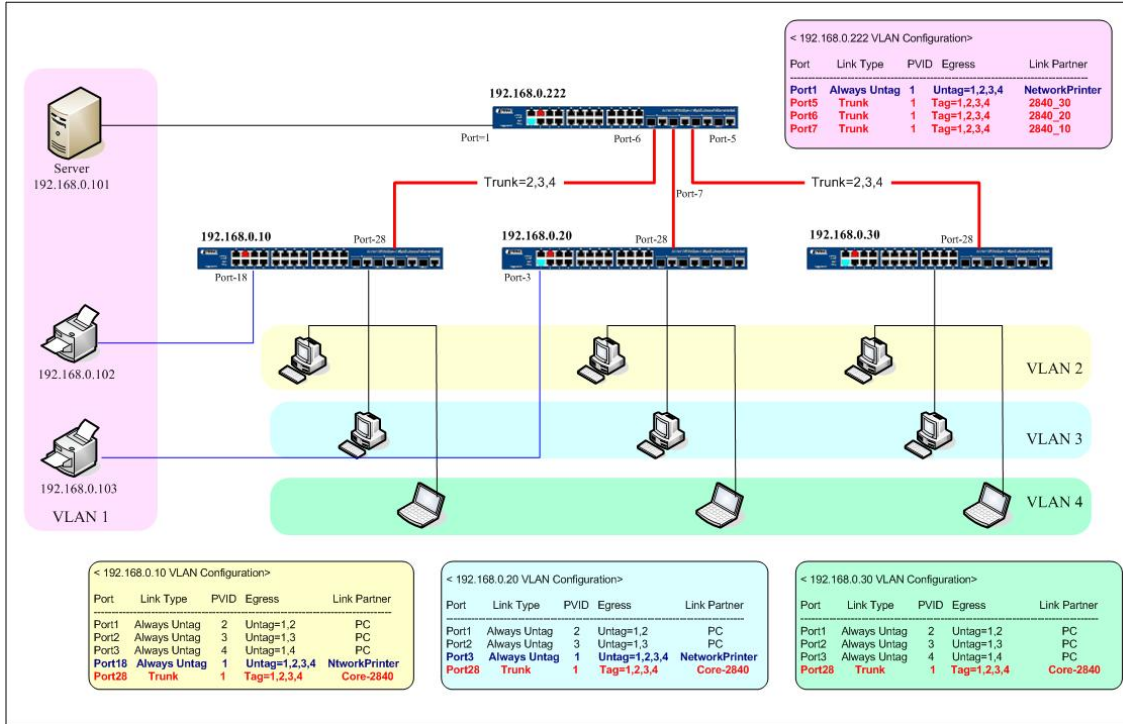 < 192.168.0.222 VLAN Configuration>
Port Link Type PVID Egress Link Partner
Port1 Always Untag 1 Untag=1,2,3,4 NetworkPrinter
Port5 Trunk 1 Tag=1,2,3,4 2840_30
Port6 Trunk 1 Tag=1,2,3,4 2840_20
Port7 Trunk 1 Tag=1,2,3,4 2840_10
192.168.0.222
Port=1
Port-6
Port-5
Server
192.168.0.101
Trunk=2,3,4
Port-7
Trunk=2,3,4
192.168.0.10
Port-28
192.168.0.20
Port-28
192.168.0.30
Port-28
Port-18
Port-3
192.168.0.102
VLAN 2
192.168.0.103
VLAN 3
VLAN 1
VLAN 4
< 192.168.0.10 VLAN Configuration>
Port Link Type PVID Egress Link Partner
Port1 Always Untag 2 Untag=1,2 PC
Port2 Always Untag 3 Untag=1,3 PC
Port3 Always Untag 4 Untag=1,4 PC
Port18 Always Untag 1 Untag=1,2,3,4 NtworkPrinter
Port28 Trunk 1 Tag=1,2,3,4 Core-2840
< 192.168.0.20 VLAN Configuration>
Port Link Type PVID Egress Link Partner
Port1 Always Untag 2 Untag=1,2 PC
Port2 Always Untag 3 Untag=1,3 PC
Port3 Always Untag 1 Untag=1,2,3,4 NetworkPrinter
Port28 Trunk 1 Tag=1,2,3,4 Core-2840
< 192.168.0.30 VLAN Configuration>
Port Link Type PVID Egress Link Partner
Port1 Always Untag 2 Untag=1,2 PC
Port2 Always Untag 3 Untag=1,3 PC
Port3 Always Untag 4 Untag=1,4 PC
Port28 Trunk 1 Tag=1,2,3,4 Core-2840